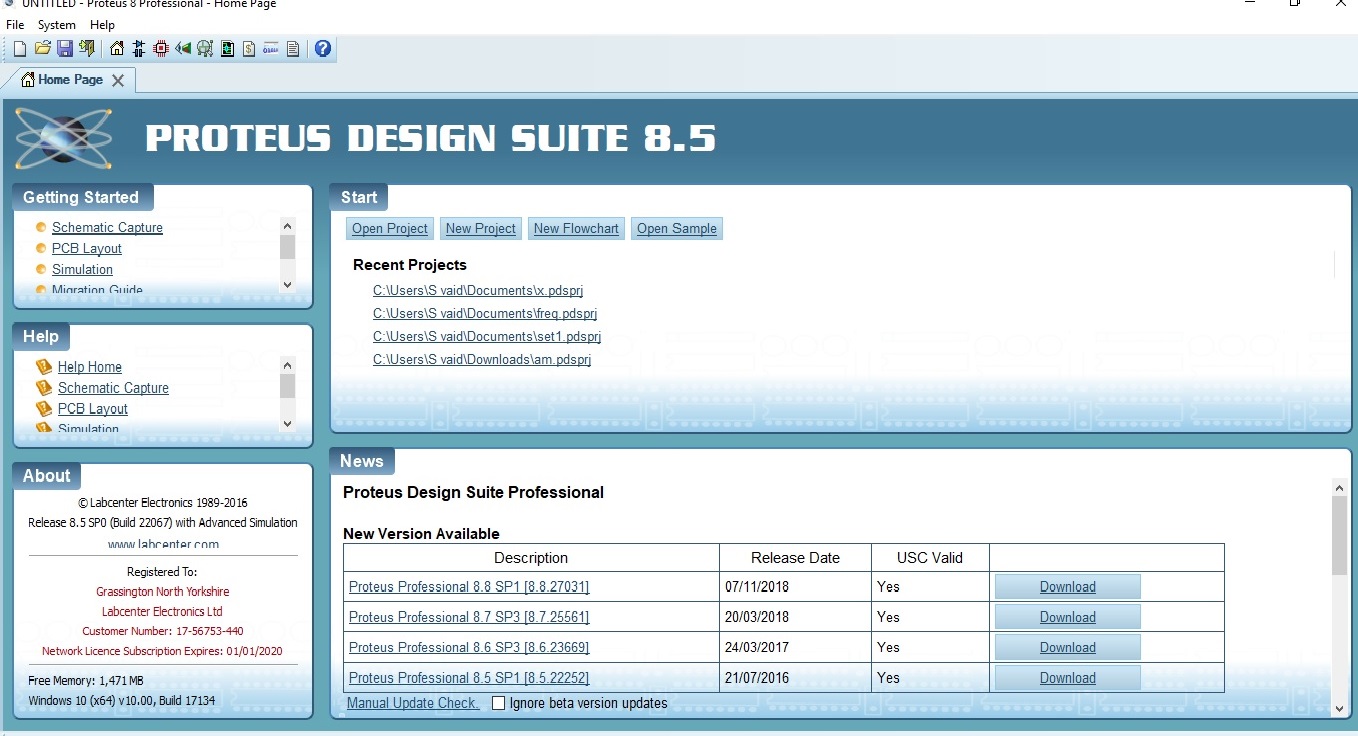 UNTITLED - Proteus 8 Professional - Home Page
File System Help
Home Page
PROTEUS DESIGN SUITE 8.5
Getting Started
Schematic Capture
PCB Layout
Simulation
Migration Guide
Help
Help Home
Schematic Capture
PCB Layout
Simulation
About
© Labcenter Electronics 1989-2016
Release 8.5 SP0 (Build 22067) with Advanced Simulation
www.labcenter.com
Registered To:
Grassington North Yorkshire
Labcenter Electronics Ltd
Customer Number: 17-56753-440
Network Licence Subscription Expires: 01/01/2020
Free Memory: 1,471 MB
Windows 10 (x64) v10.00, Build 17134
Start
Open Project New Project New Flowchart Open Sample
Recent Projects
C:\Users\S vaid\Documents\x.pdsprj
C:\Users\S vaid\Documents\freq.pdsprj
C:\Users\S vaid\Documents\set1.pdsprj
C:\Users\S vaid\Downloads\am.pdsprj
News
Proteus Design Suite Professional
New Version Available
Description Release Date USC Valid
Proteus Professional 8.8 SP1 [8.8.27031] 07/11/2018 Yes Download
Proteus Professional 8.7 SP3 [8.7.25561] 20/03/2018 Yes Download
Proteus Professional 8.6 SP3 [8.6.23669] 24/03/2017 Yes Download
Proteus Professional 8.5 SP1 [8.5.22252] 21/07/2016 Yes Download
Manual Update Check. Ignore beta version updates